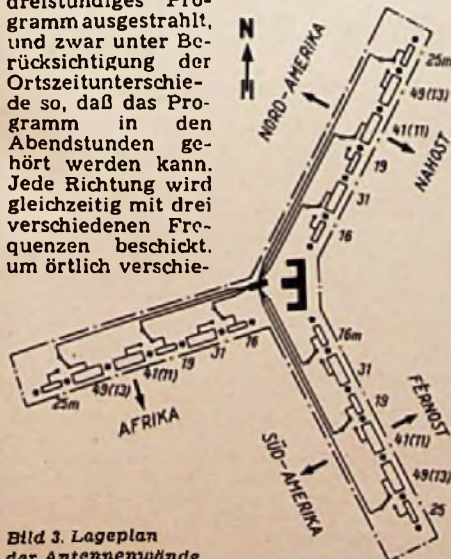 dreistündiges Pro-
gramm ausgestrahlt,
und zwar unter Be-
rücksichtigung der
Ortszeitunterschie-
de so, daß das Pro-
gramm in den
Abendstunden ge-
hört werden kann.
Jede Richtung wird
gleichzeitig mit drei
verschiedenen Fre-
quenzen beschickt,
um örtlich verschie-
N
M
NORD-AMERIKA
25m
49(13)
41(11)
NAHOST
19
31
16
16m
31
19
FERNOST
41(11)
49(13)
25
SÜD-AMERIKA
25m
49(13)
41(11)
19
31
16
AFRIKA
Bild 3. Lageplan
der Antennenwände